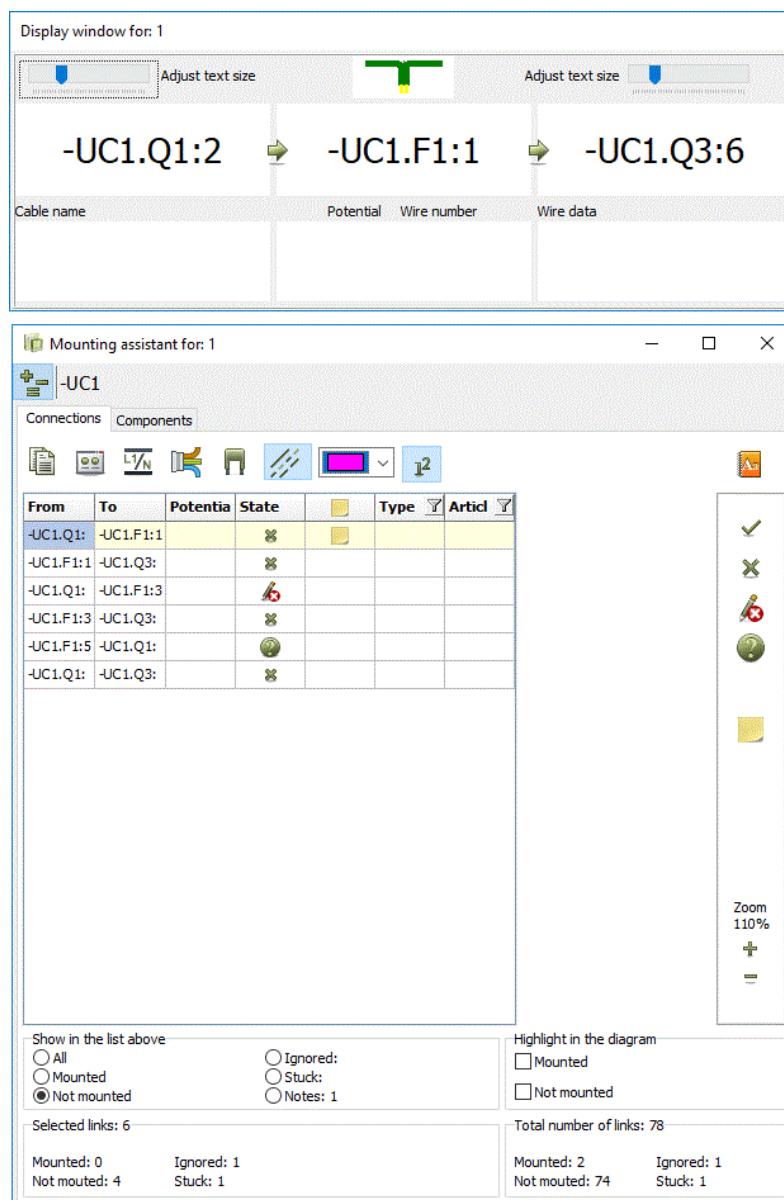 Display window for: 1
Adjust text size
Adjust text size
-UC1.Q1:2
-UC1.F1:1
-UC1.Q3:6
Cable name
Potential Wire number
Wire data
Mounting assistant for: 1
-UC1
Connections Components
L1/N
1²
From To Potentia State Type Articl
-UC1.Q1: -UC1.F1:1
-UC1.F1:1 -UC1.Q3:
-UC1.Q1: -UC1.F1:3
-UC1.F1:3 -UC1.Q3:
-UC1.F1:5 -UC1.Q1:
-UC1.Q1: -UC1.Q3:
Zoom
110%
Show in the list above
All Ignored:
Mounted Stuck:
Not mounted Notes: 1
Highlight in the diagram
Mounted
Not mounted
Selected links: 6
Mounted: 0 Ignored: 1
Not mouted: 4 Stuck: 1
Total number of links: 78
Mounted: 2 Ignored: 1
Not mouted: 74 Stuck: 1